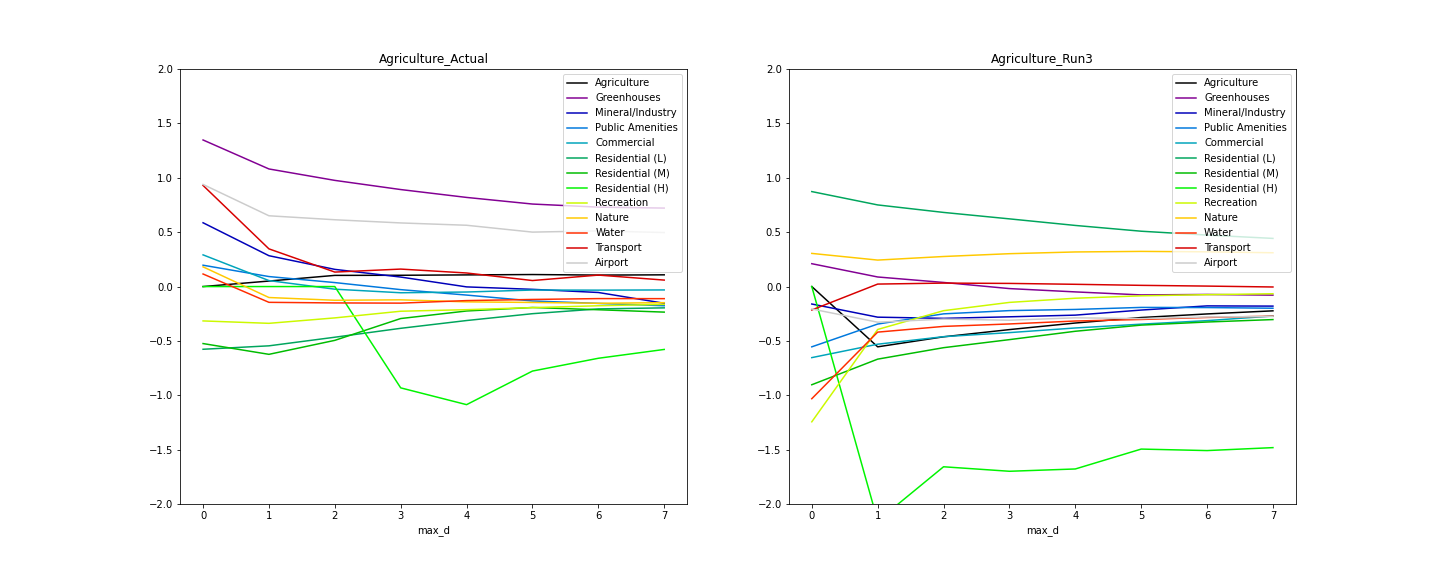 Agriculture_Actual
2.0
1.5
1.0
0.5
0.0
−0.5
−1.0
−1.5
−2.0
0 1 2 3 4 5 6 7
max_d
Agriculture
Greenhouses
Mineral/Industry
Public Amenities
Commercial
Residential (L)
Residential (M)
Residential (H)
Recreation
Nature
Water
Transport
Airport
Agriculture_Run3
2.0
1.5
1.0
0.5
0.0
−0.5
−1.0
−1.5
−2.0
0 1 2 3 4 5 6 7
max_d
Agriculture
Greenhouses
Mineral/Industry
Public Amenities
Commercial
Residential (L)
Residential (M)
Residential (H)
Recreation
Nature
Water
Transport
Airport